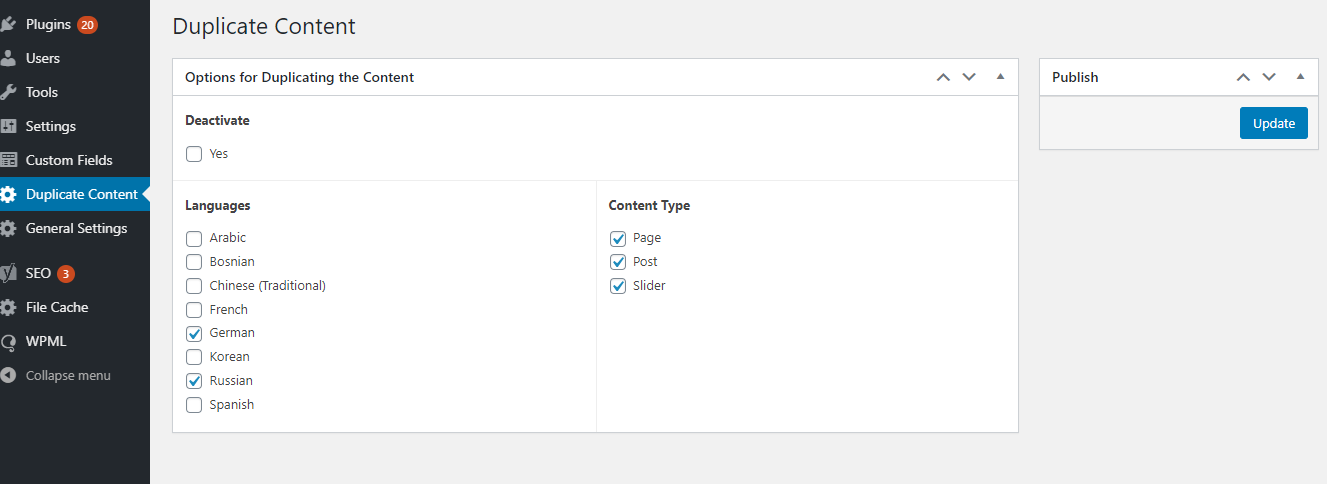 Plugins 20
Users
Tools
Settings
Custom Fields
Duplicate Content
General Settings
SEO 3
File Cache
WPML
Collapse menu
Duplicate Content
Options for Duplicating the Content
Deactivate
Yes
Languages
Arabic
Bosnian
Chinese (Traditional)
French
German
Korean
Russian
Spanish
Content Type
Page
Post
Slider
Publish
Update